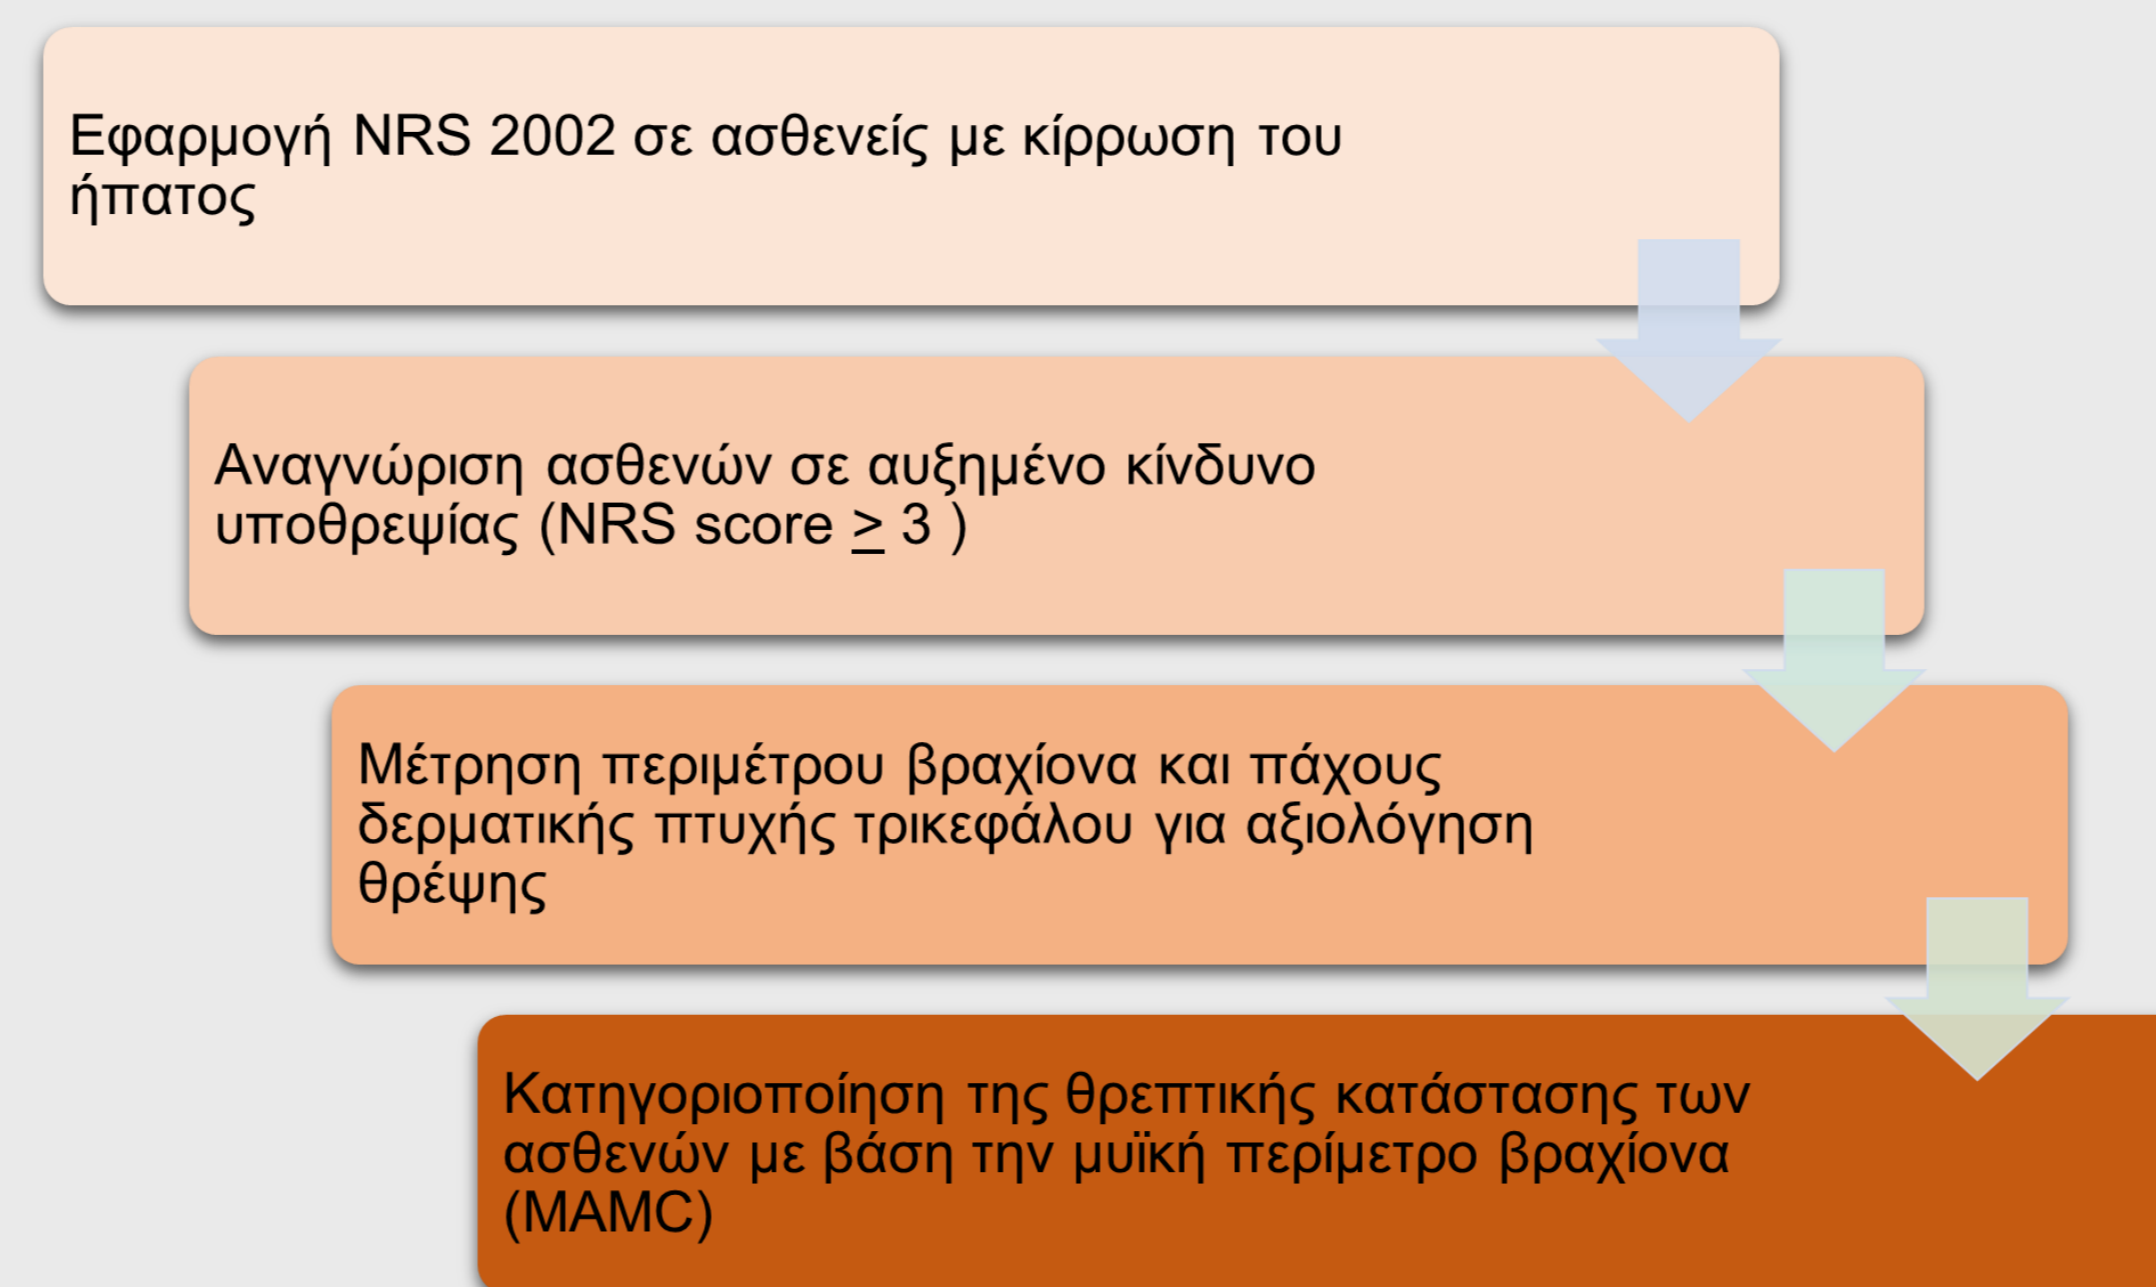 Εφαρμογή NRS 2002 σε ασθενείς με κίρρωση του
ήπατος
Αναγνώριση ασθενών σε αυξημένο κίνδυνο
υποθρεψίας (NRS score ≥ 3 )
Μέτρηση περιμέτρου βραχίονα και πάχους
δερματικής πτυχής τρικεφάλου για αξιολόγηση
θρέψης
Κατηγοριοποίηση της θρεπτικής κατάστασης των
ασθενών με βάση την μυϊκή περίμετρο βραχίονα
(MAMC)